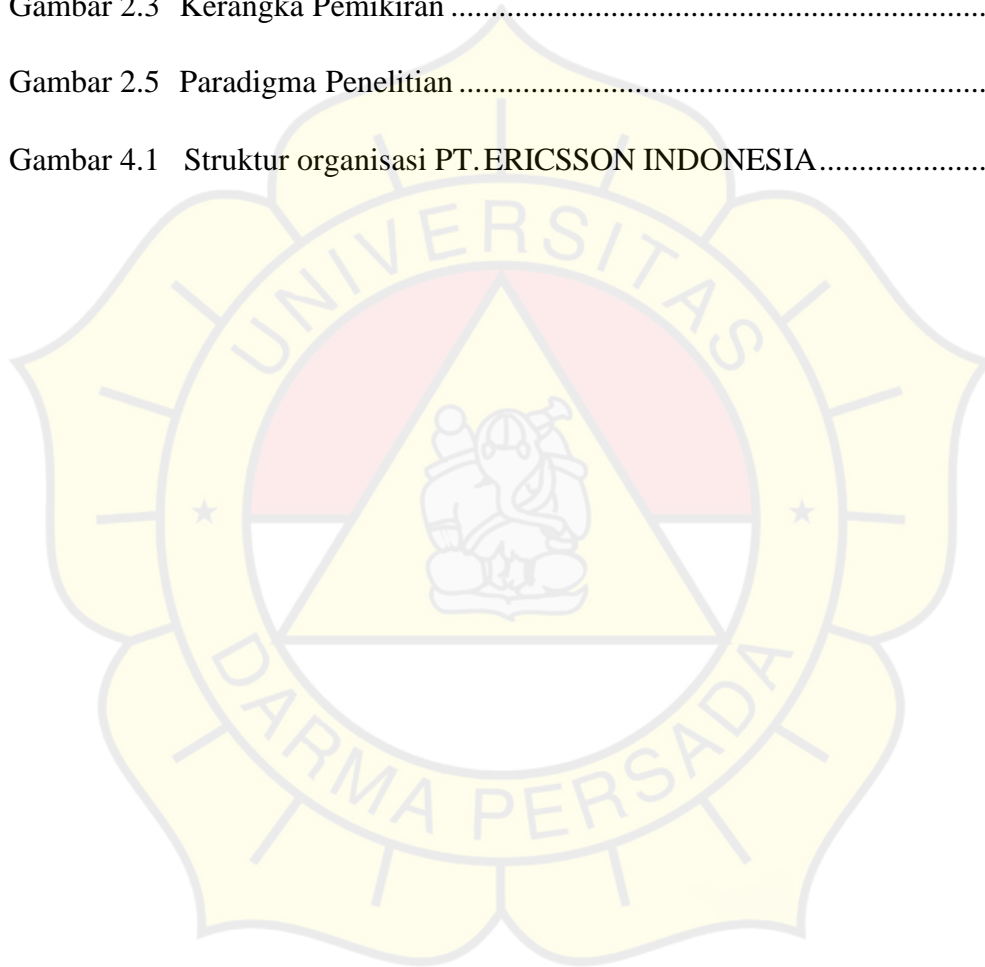 Gambar 2.3 Kerangka Pemikiran ....................................................................
Gambar 2.5 Paradigma Penelitian ...................................................................
Gambar 4.1 Struktur organisasi PT. ERICSSON INDONESIA.....................
UNIVERSITAS
DARMA PERSADA